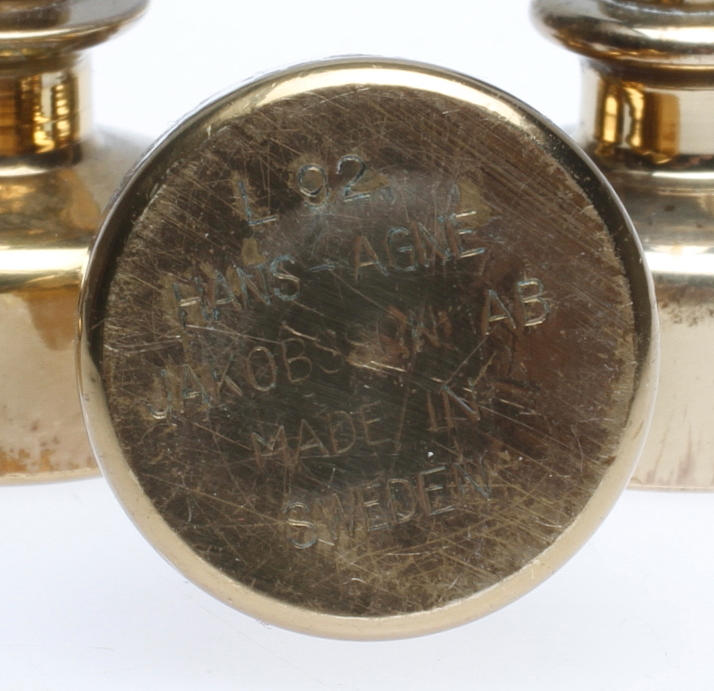 L 92.
HANS-AGNE
JAKOBSSON AB
MADE IN
SWEDEN